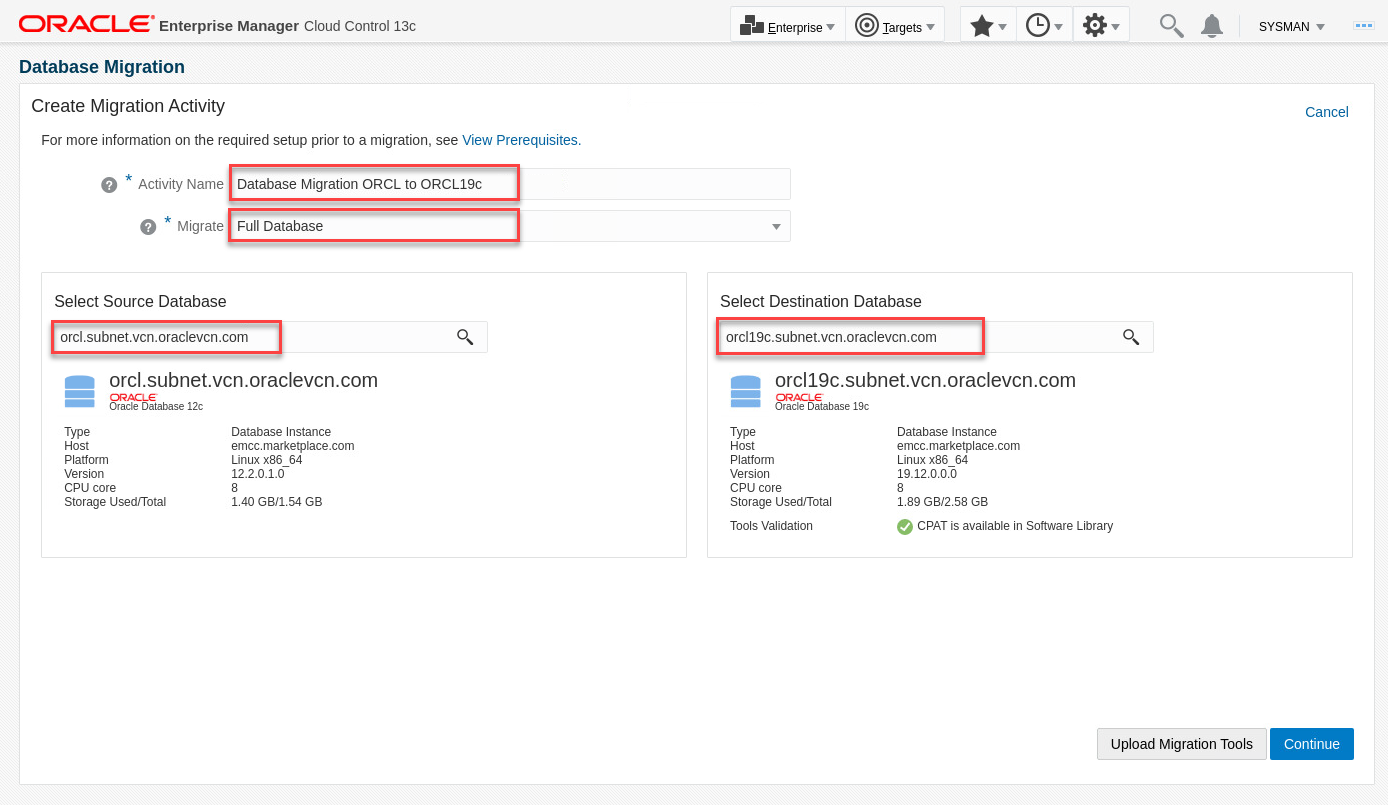 ORACLE Enterprise Manager Cloud Control 13c Enterprise Targets SYSMAN
Database Migration
Create Migration Activity
Cancel
For more information on the required setup prior to a migration, see View Prerequisites.
? * Activity Name Database Migration ORCL to ORCL19c
? * Migrate Full Database
Select Source Database
orcl.subnet.vcn.oraclevcn.com
orcl.subnet.vcn.oraclevcn.com
ORACLE
Oracle Database 12c
Type Database Instance
Host emcc.marketplace.com
Platform Linux x86_64
Version 12.2.0.1.0
CPU core 8
Storage Used/Total 1.40 GB/1.54 GB
Select Destination Database
orcl19c.subnet.vcn.oraclevcn.com
orcl19c.subnet.vcn.oraclevcn.com
ORACLE
Oracle Database 19c
Type Database Instance
Host emcc.marketplace.com
Platform Linux x86_64
Version 19.12.0.0.0
CPU core 8
Storage Used/Total 1.89 GB/2.58 GB
Tools Validation CPAT is available in Software Library
Upload Migration Tools Continue